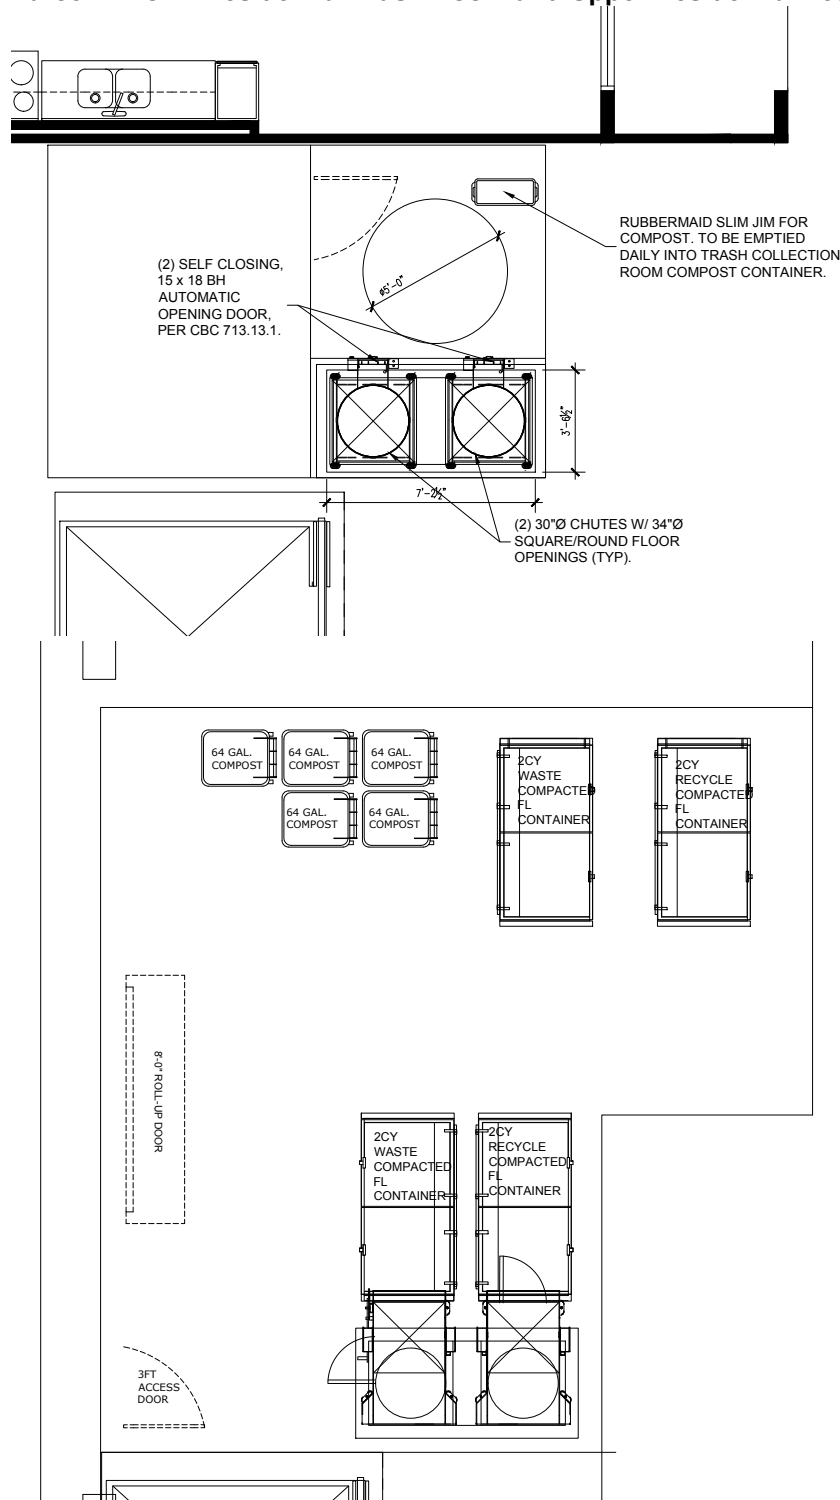 RUBBERMAID SLIM JIM FOR
COMPOST. TO BE EMPTIED
DAILY INTO TRASH COLLECTION
ROOM COMPOST CONTAINER.
(2) SELF CLOSING,
15 x 18 BH
AUTOMATIC
OPENING DOOR,
PER CBC 713.13.1.
ø5'-0"
3'-6½"
7'-2½"
(2) 30"Ø CHUTES W/ 34"Ø
SQUARE/ROUND FLOOR
OPENINGS (TYP).
64 GAL.
COMPOST
64 GAL.
COMPOST
64 GAL.
COMPOST
64 GAL.
COMPOST
64 GAL.
COMPOST
2CY
WASTE
COMPACTED
FL
CONTAINER
2CY
RECYCLE
COMPACTED
FL
CONTAINER
8'-0" ROLL-UP DOOR
2CY
WASTE
COMPACTED
FL
CONTAINER
2CY
RECYCLE
COMPACTED
FL
CONTAINER
3FT
ACCESS
DOOR